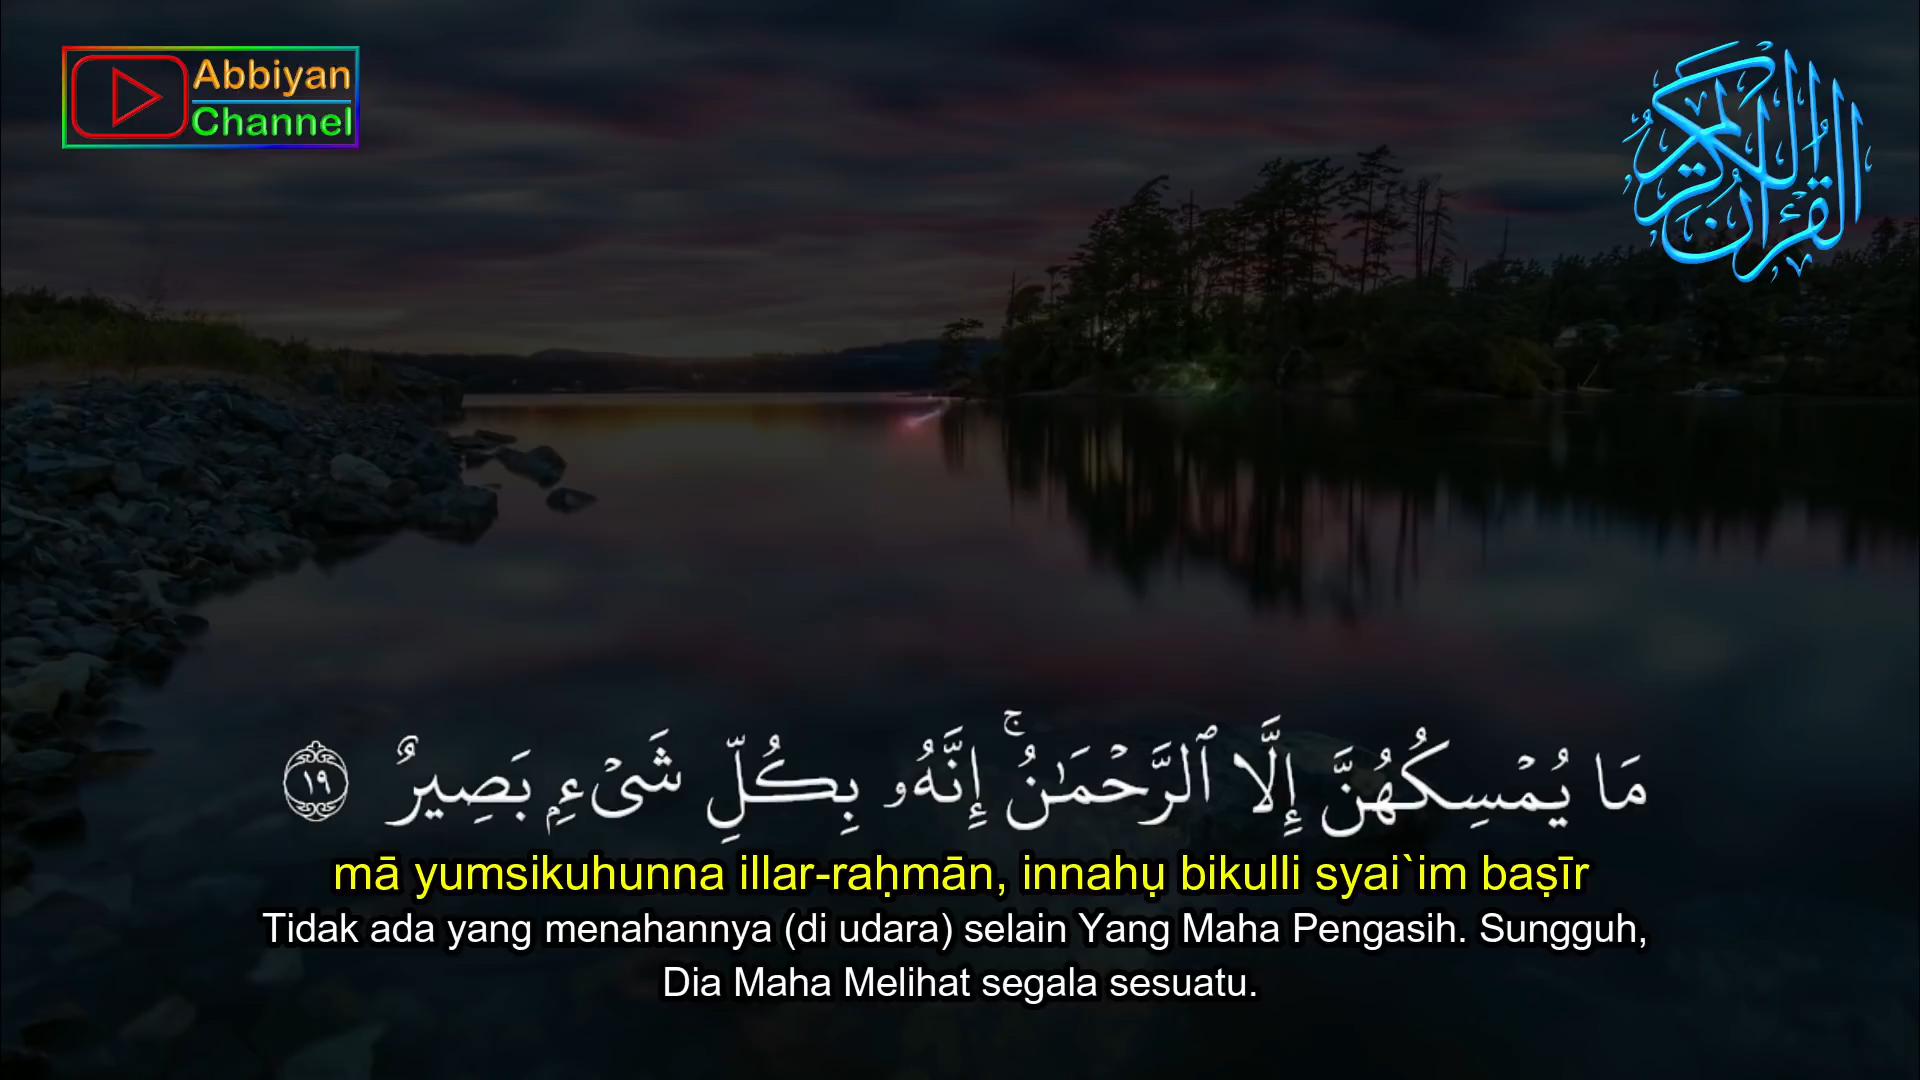 Abbiyan
Channel
القرآن الكريم
مَا يُمْسِكُهُنَّ إِلَّا ٱلرَّحْمَـٰنُ ۚ إِنَّهُۥ بِكُلِّ شَىْءٍۭ بَصِيرٌ ١٩
mā yumsikuhunna illar-raḥmān, innahụ bikulli syai`im baṣīr
Tidak ada yang menahannya (di udara) selain Yang Maha Pengasih. Sungguh,
Dia Maha Melihat segala sesuatu.